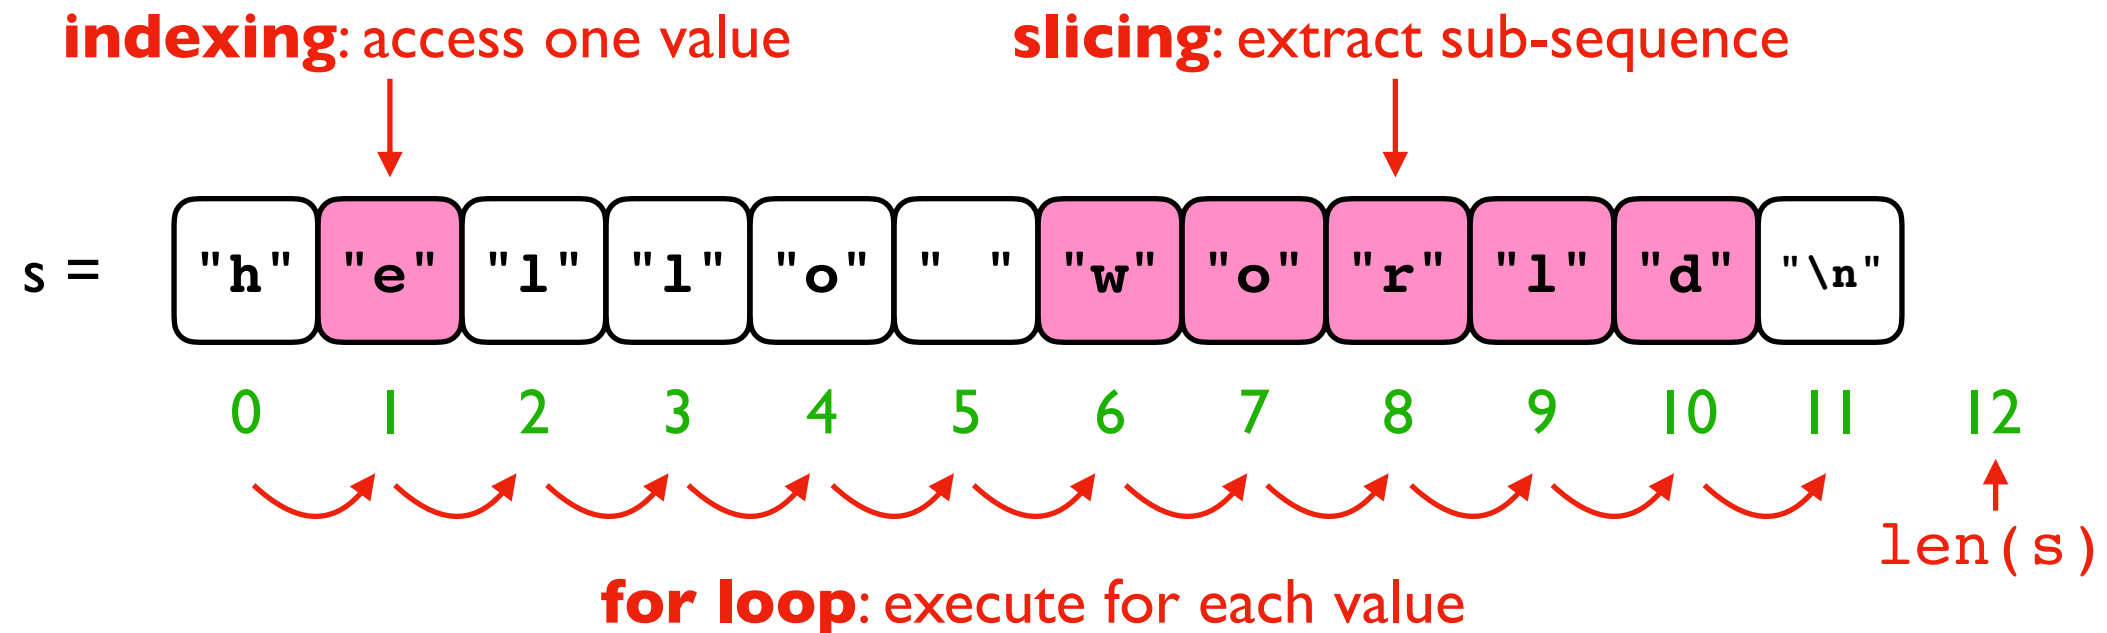 indexing: access one value
slicing: extract sub-sequence
s = "h" "e" "l" "l" "o" " " "w" "o" "r" "l" "d" "\n"
0 1 2 3 4 5 6 7 8 9 10 11 12
len(s)
for loop: execute for each value